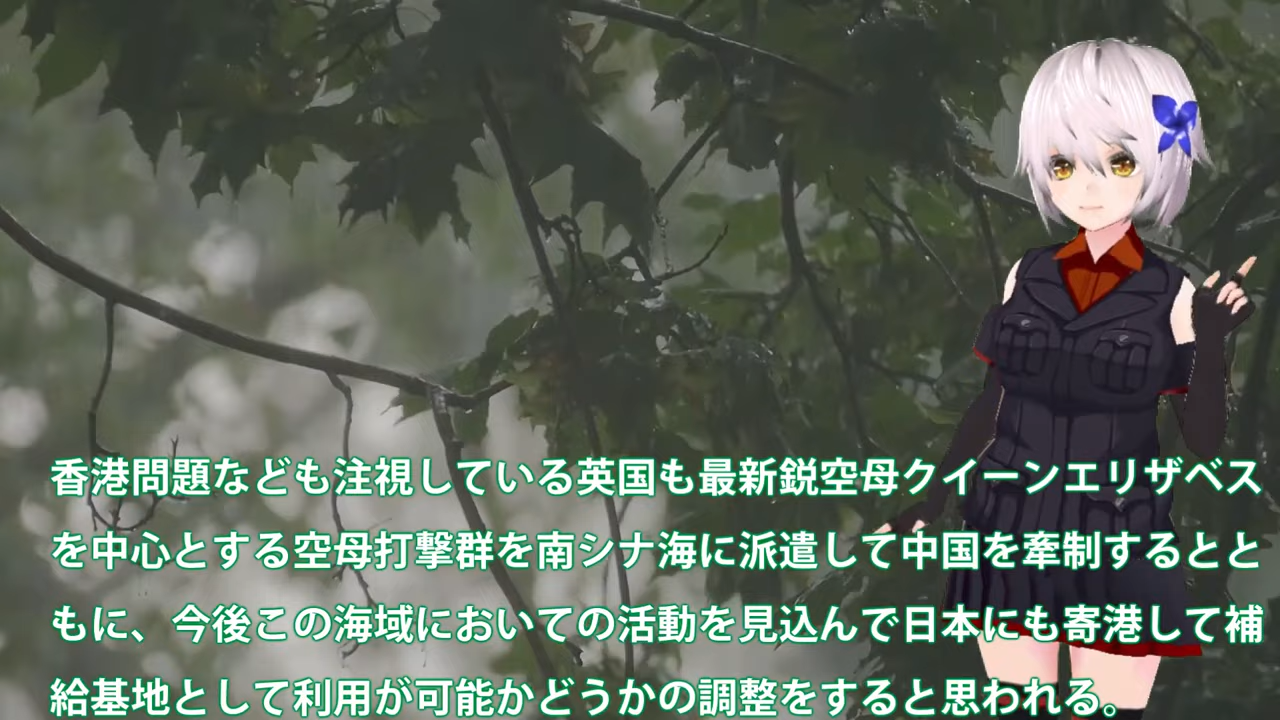 香港問題なども注視している英国も最新鋭空母クイーンエリザベス
を中心とする空母打撃群を南シナ海に派遣して中国を牽制するとと
もに、今後この海域においての活動を見込んで日本にも寄港して補
給基地として利用が可能かどうかの調整をすると思われる。